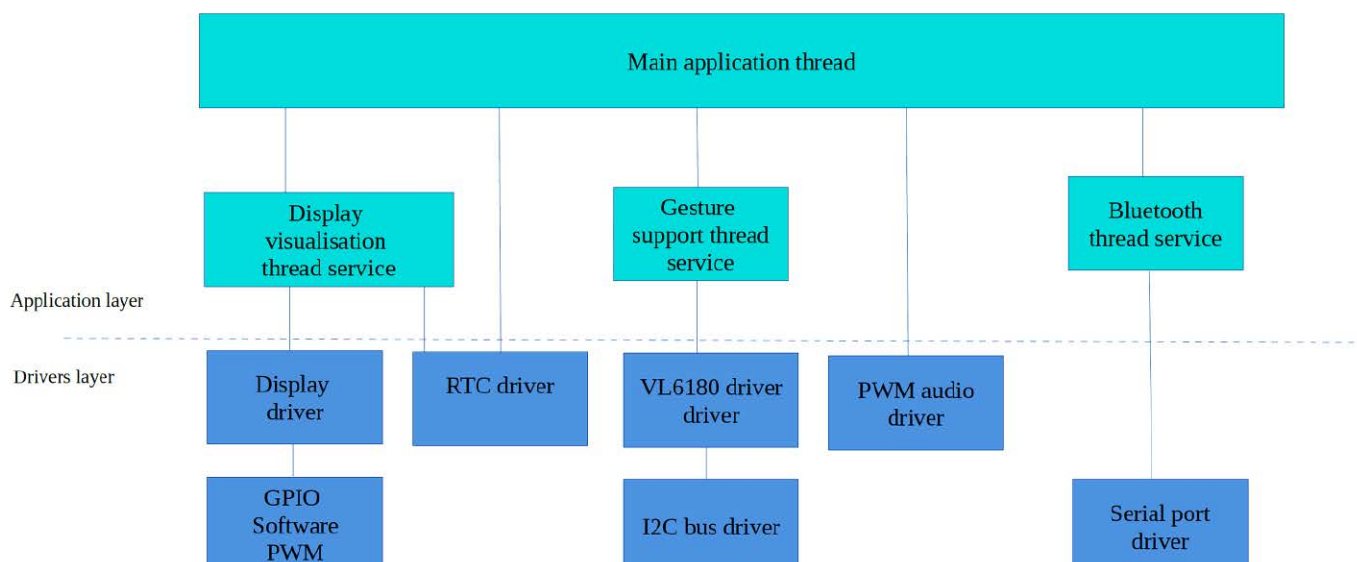 Main application thread
Display
visualisation
thread service
Gesture
support thread
service
Bluetooth
thread service
Application layer
Drivers layer
Display
driver
RTC driver
VL6180 driver
driver
PWM audio
driver
GPIO
Software
PWM
I2C bus driver
Serial port
driver